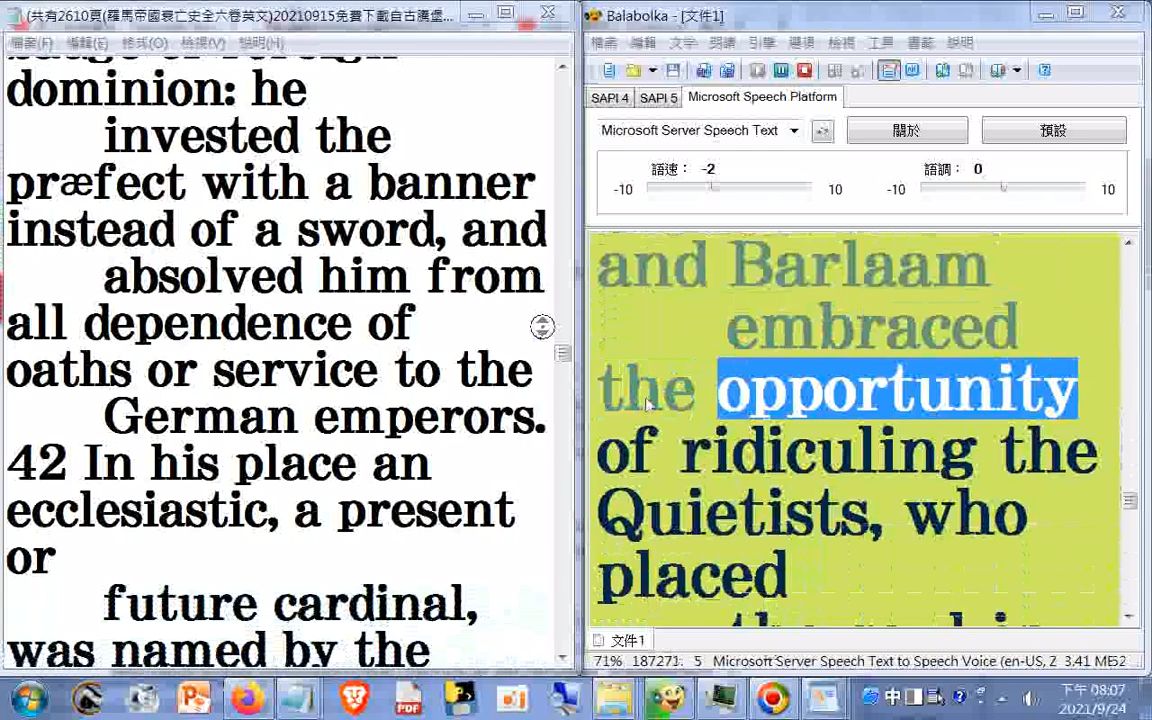 (共有2610頁(羅馬帝國衰亡史全六卷英文)20210915免費下載自古騰堡...
檔案(F) 編輯(E) 格式(O) 檢視(V) 說明(H)
dominion: he
invested the
præfect with a banner
instead of a sword, and
absolved him from
all dependence of
oaths or service to the
German emperors.
42 In his place an
ecclesiastic, a present
or
future cardinal,
was named by the
Balabolka - [文件1]
檔案 編輯 文字 朗讀 引擎 選項 檢視 工具 書籤 說明
SAPI 4 SAPI 5 Microsoft Speech Platform
Microsoft Server Speech Text 關於 預設
語速： -2 語調： 0
-10 10 -10 10
and Barlaam
embraced
the opportunity
of ridiculing the
Quietists, who
placed
文件1
71% 187271: 5 Microsoft Server Speech Text to Speech Voice (en-US, Z 3.41 МБ52
中
下午 08:07
2021/9/24